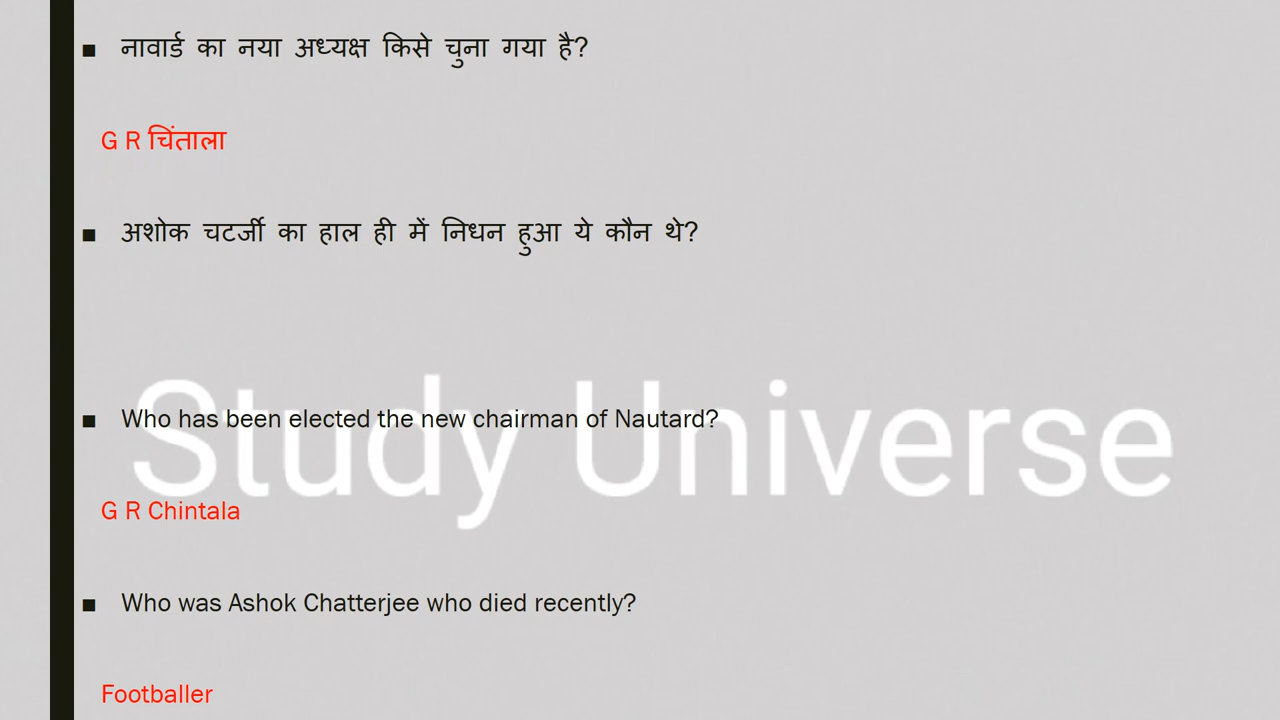 ■ नावार्ड का नया अध्यक्ष किसे चुना गया है?
G R चिंताला
■ अशोक चटर्जी का हाल ही में निधन हुआ ये कौन थे?
Study Universe
■ Who has been elected the new chairman of Nautard?
G R Chintala
■ Who was Ashok Chatterjee who died recently?
Footballer